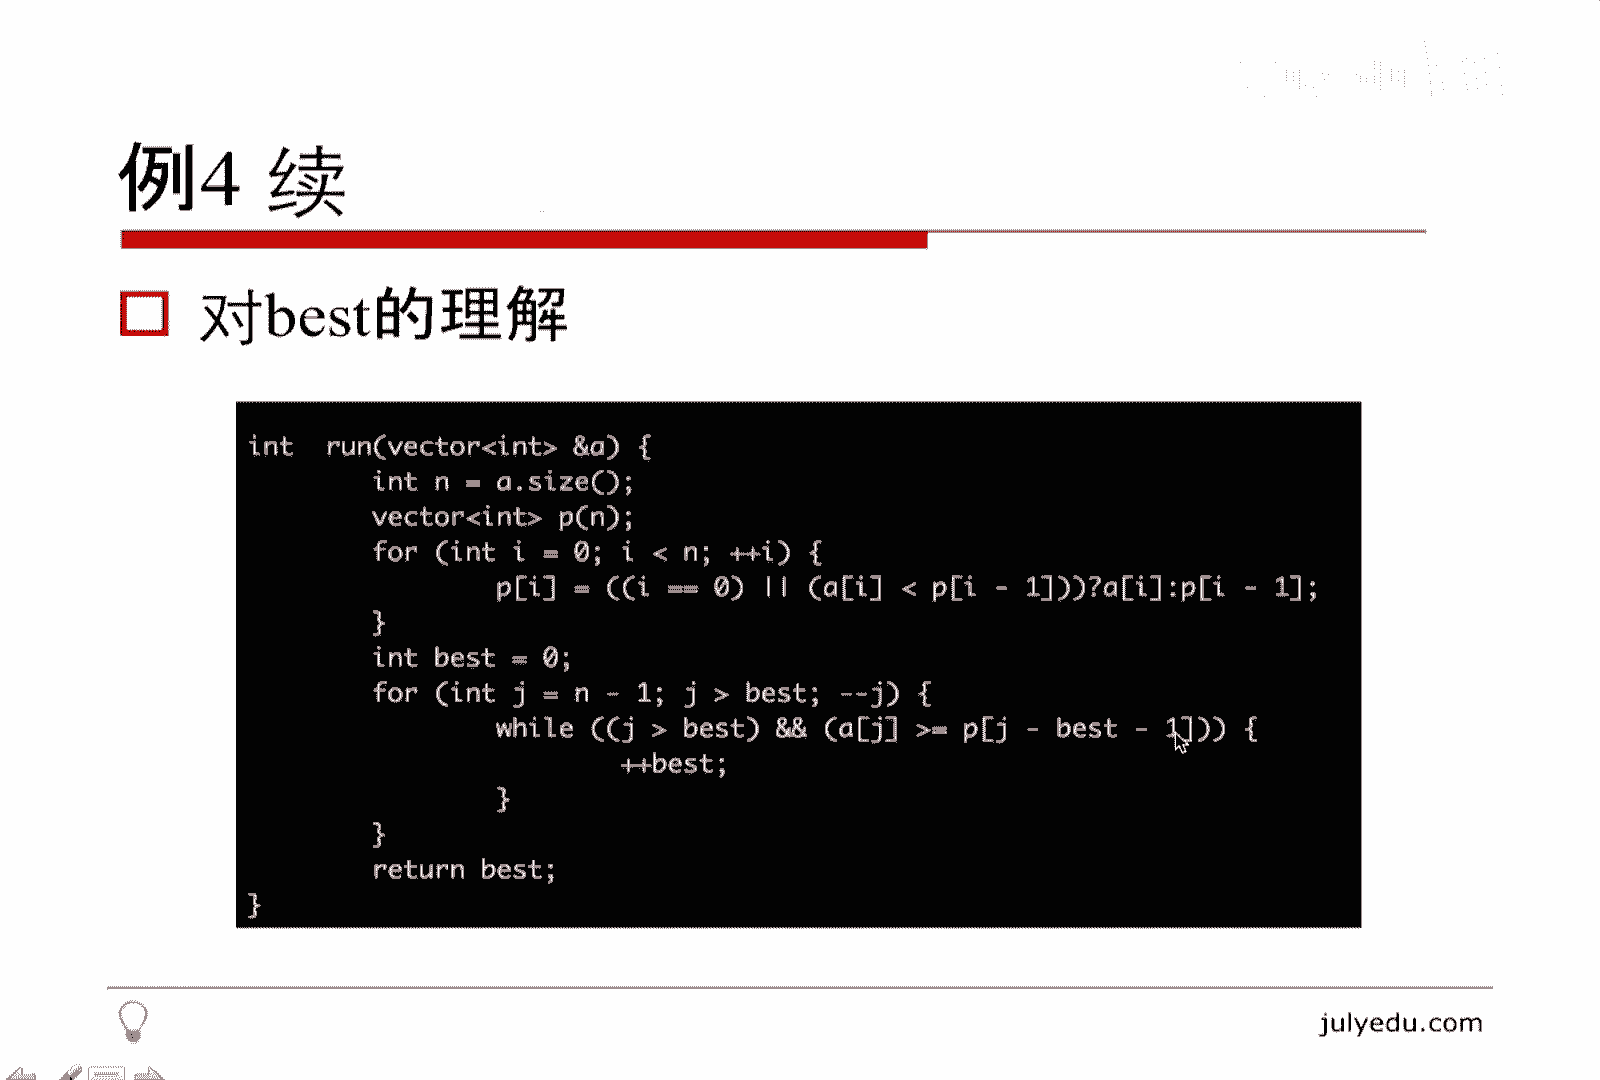 例4 续
对best的理解
int  run(vector<int> &a) {
        int n = a.size();
        vector<int> p(n);
        for (int i = 0; i < n; ++i) {
                p[i] = ((i == 0) || (a[i] < p[i - 1]))?a[i]:p[i - 1];
        }
        int best = 0;
        for (int j = n - 1; j > best; --j) {
                while ((j > best) && (a[j] >= p[j - best - 1])) {
                        ++best;
                }
        }
        return best;
}
julyedu.com